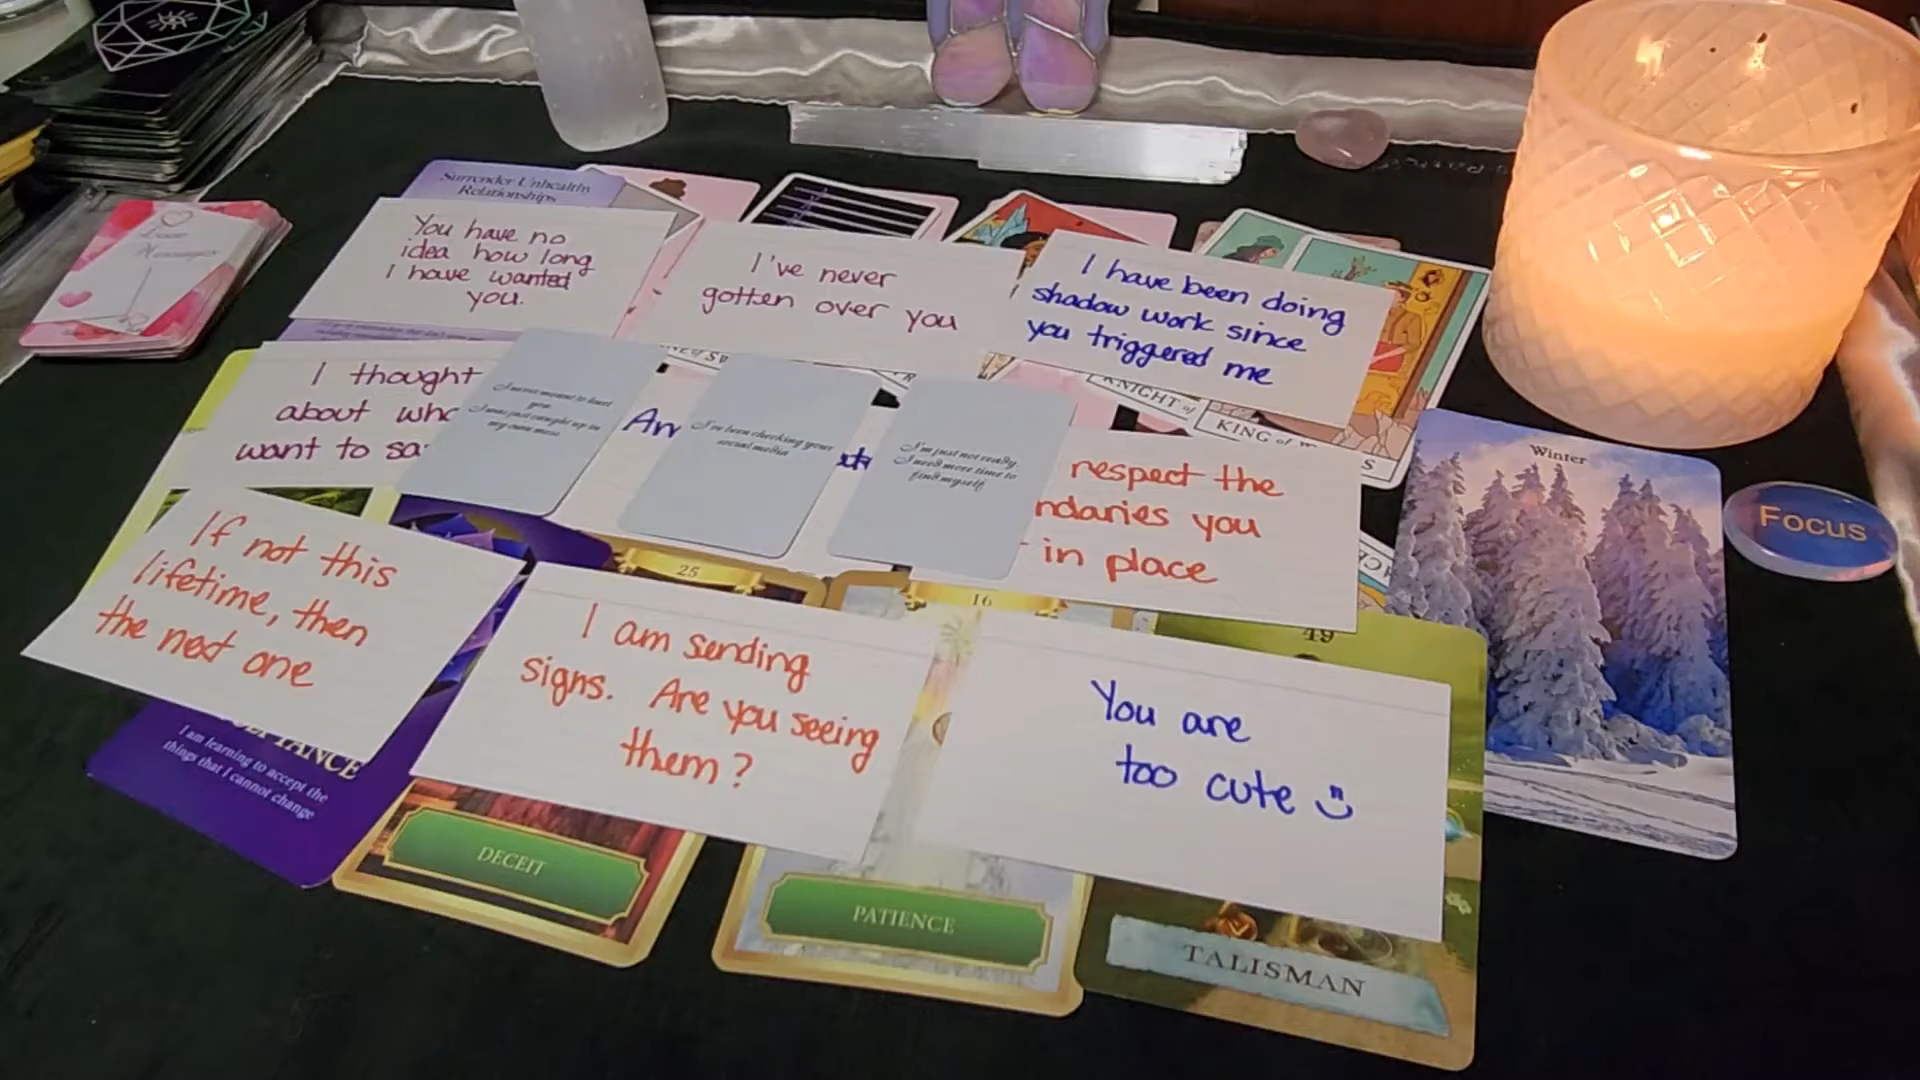 Surrender Unhealthy
Relationships
You have no
idea how long
I have wanted
you.
I've never
gotten over you
I have been doing
shadow work since
you triggered me
KNIGHT of
KING of
I thought
about
want to
I never meant to hurt
you.
I was just caught up in
my own mess
I've been checking your
social media
I'm just not ready.
I need more time to
find myself
respect the
you
in place
Winter
Focus
If not this
lifetime, then
the next one
I am learning to accept the
things that I cannot change
25
I am sending
signs. Are you seeing
them?
DECEIT
16
PATIENCE
49
You are
too cute
TALISMAN